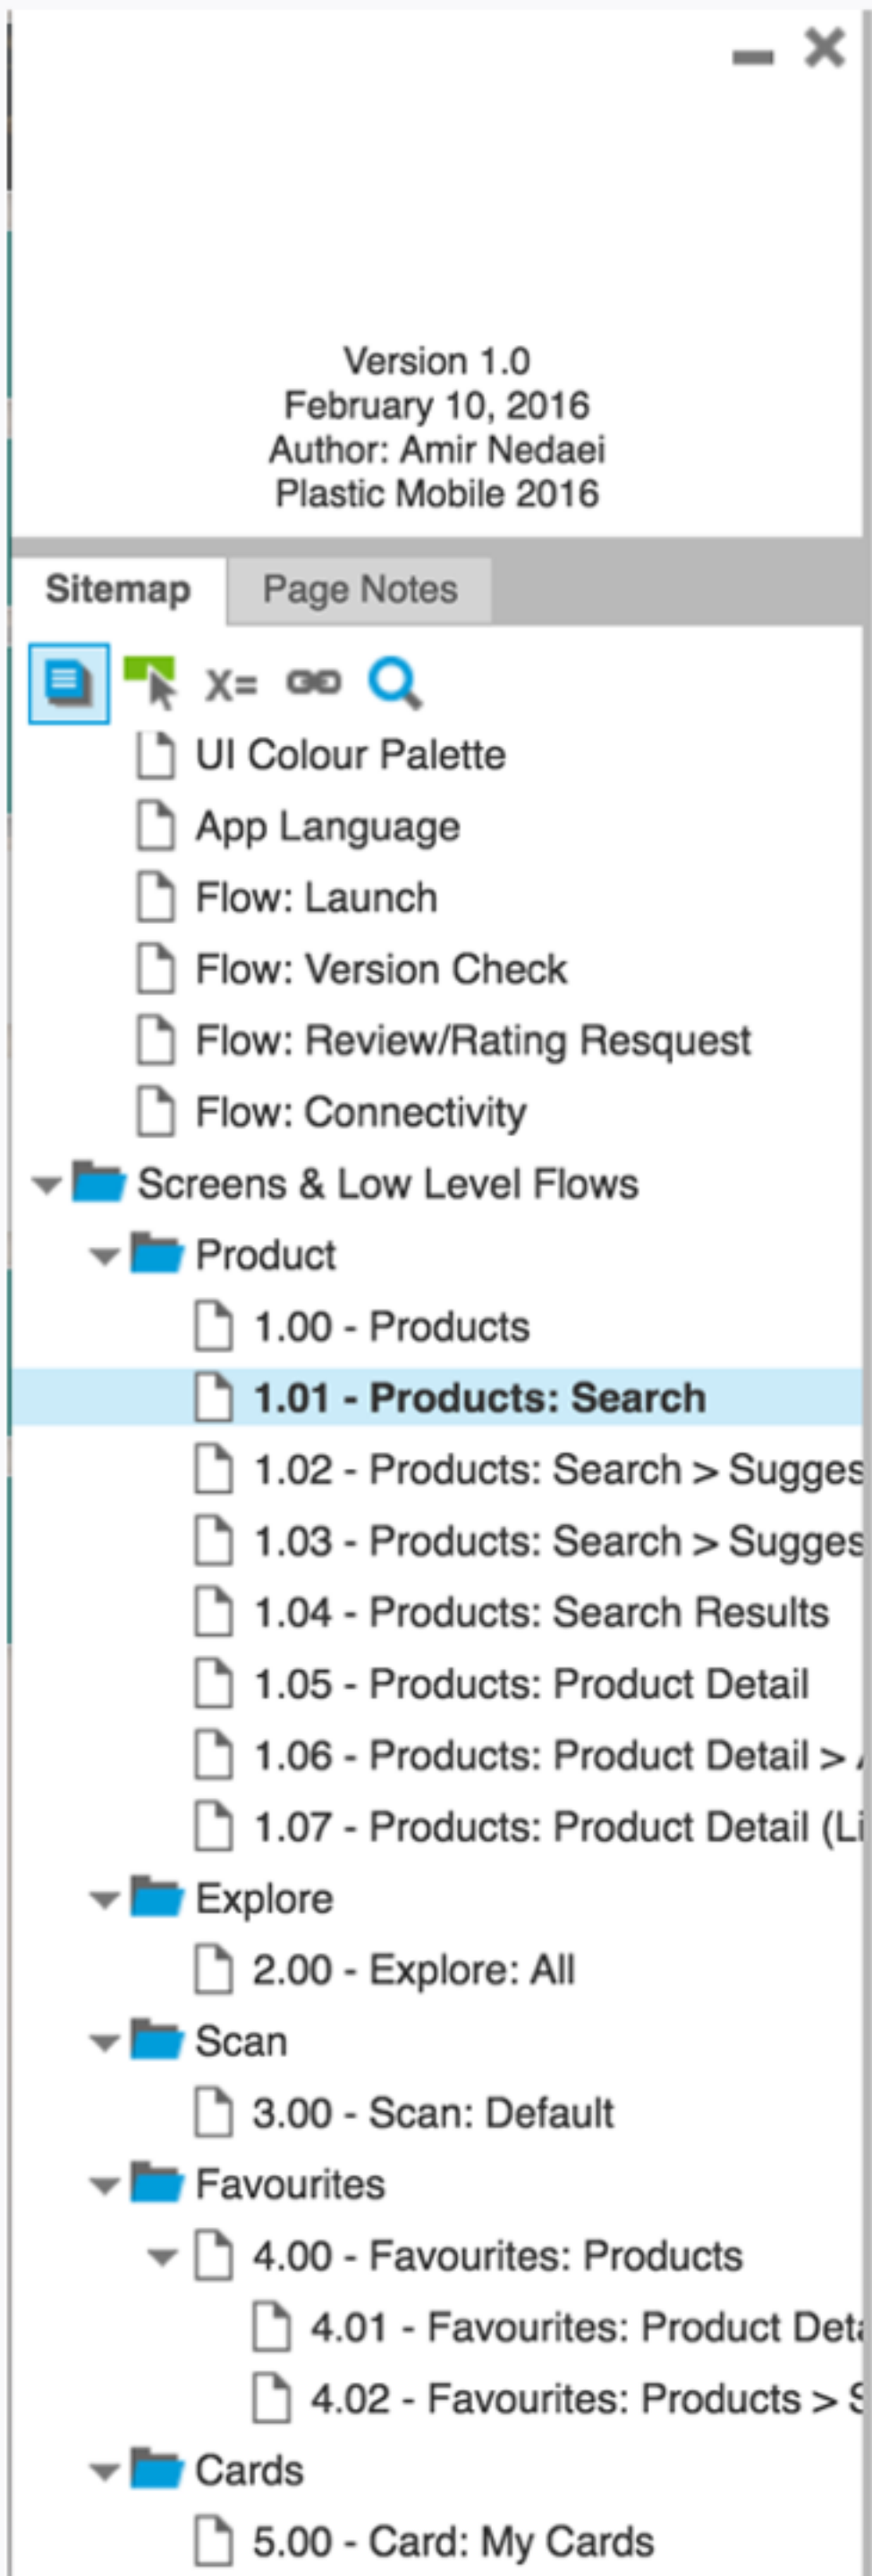 Version 1.0
February 10, 2016
Author: Amir Nedaei
Plastic Mobile 2016
Sitemap
Page Notes
X=
UI Colour Palette
App Language
Flow: Launch
Flow: Version Check
Flow: Review/Rating Resquest
Flow: Connectivity
Screens & Low Level Flows
Product
1.00 - Products
1.01 - Products: Search
1.02 - Products: Search > Sugges
1.03 - Products: Search > Sugges
1.04 - Products: Search Results
1.05 - Products: Product Detail
1.06 - Products: Product Detail >
1.07 - Products: Product Detail (Li
Explore
2.00 - Explore: All
Scan
3.00 - Scan: Default
Favourites
4.00 - Favourites: Products
4.01 - Favourites: Product Deta
4.02 - Favourites: Products > S
Cards
5.00 - Card: My Cards